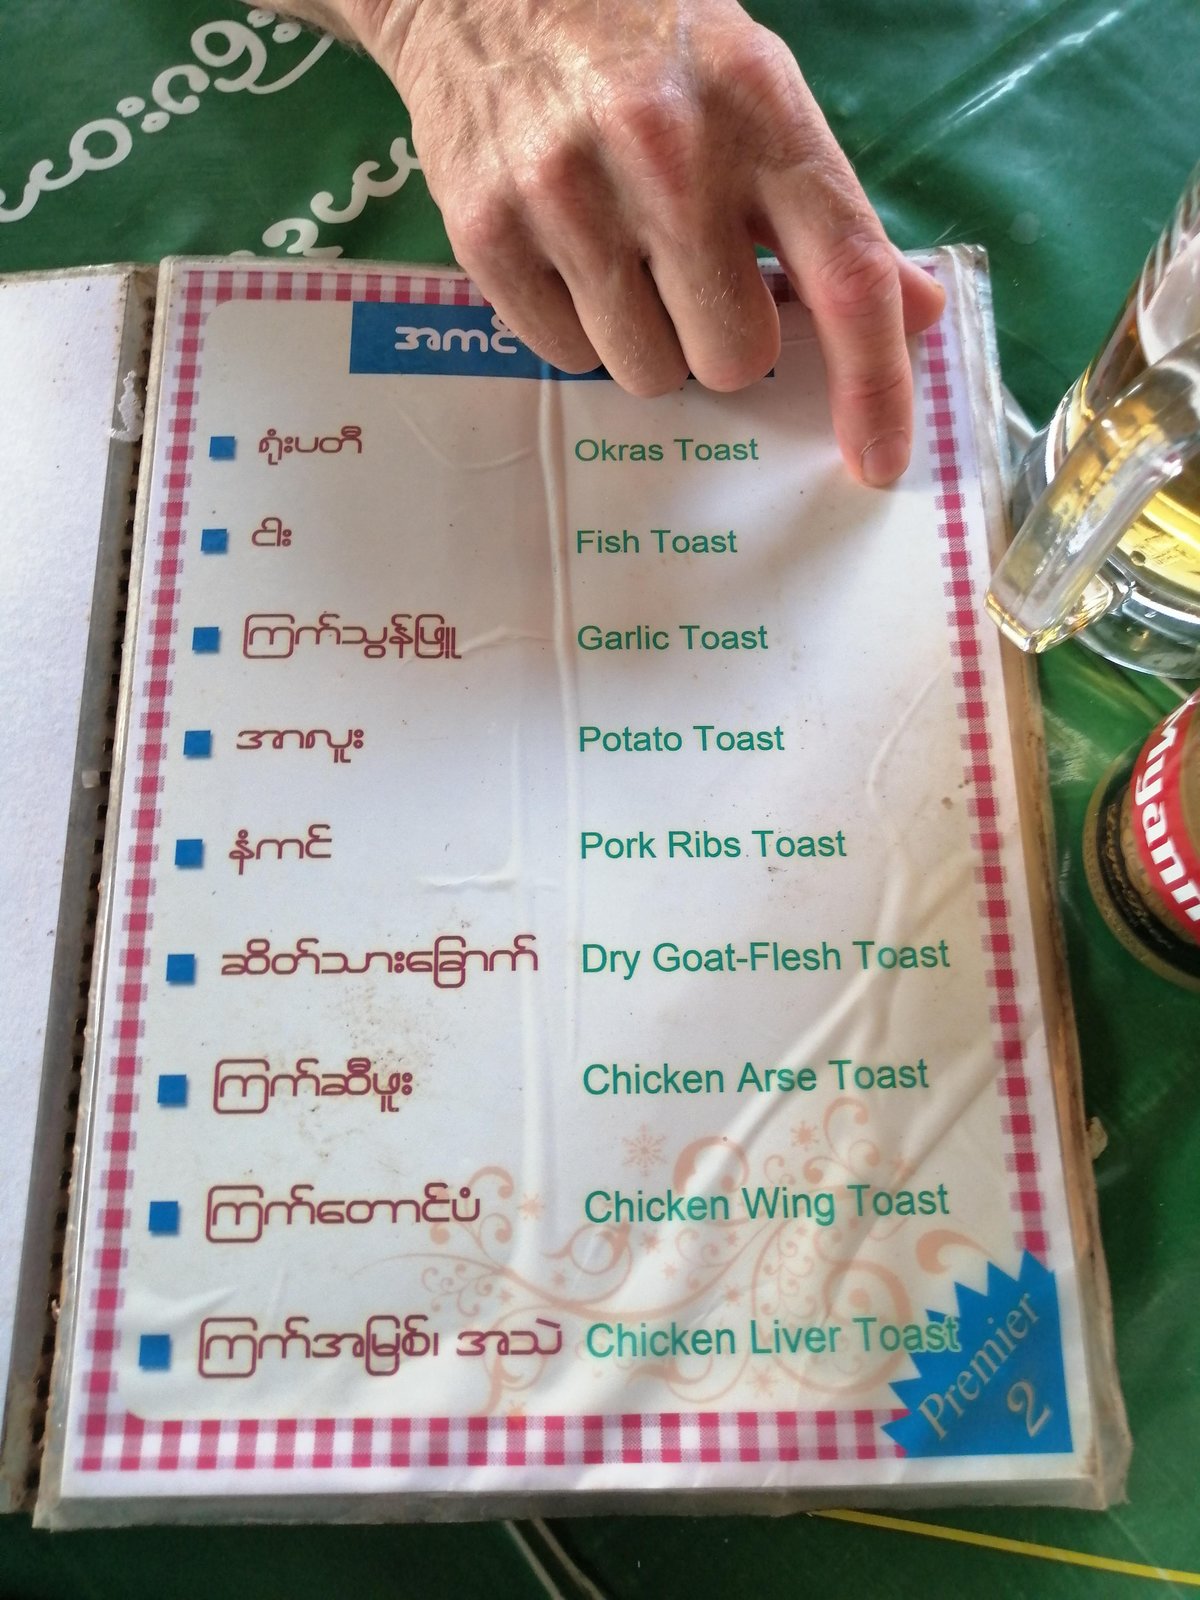 အကင်
ရုံးပတီ Okras Toast
ငါး Fish Toast
ကြက်သွန်ဖြူ Garlic Toast
အာလူး Potato Toast
နံကင် Pork Ribs Toast
ဆိတ်သားခြောက် Dry Goat-Flesh Toast
ကြက်ဆီဖူး Chicken Arse Toast
ကြက်တောင်ပံ Chicken Wing Toast
ကြက်အမြစ်၊ အသဲ Chicken Liver Toast
Premier
2